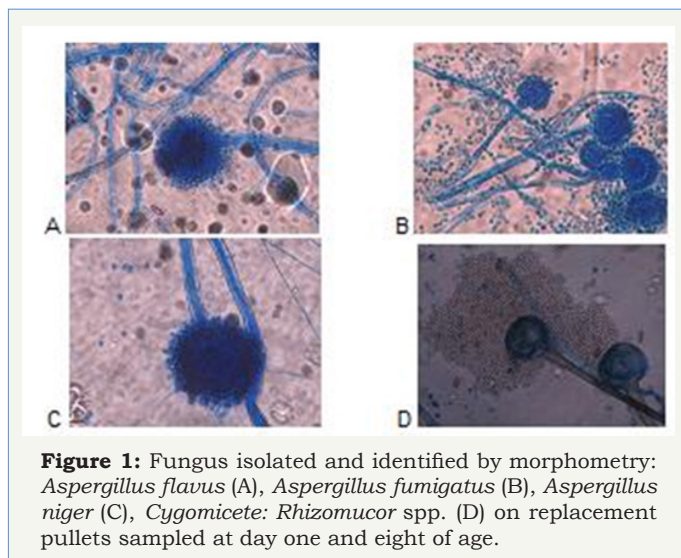 A
B
C
D
Figure 1: Fungus isolated and identified by morphometry:
Aspergillus flavus (A), Aspergillus fumigatus (B), Aspergillus
niger (C), Cygomicete: Rhizomucor spp. (D) on replacement
pullets sampled at day one and eight of age.